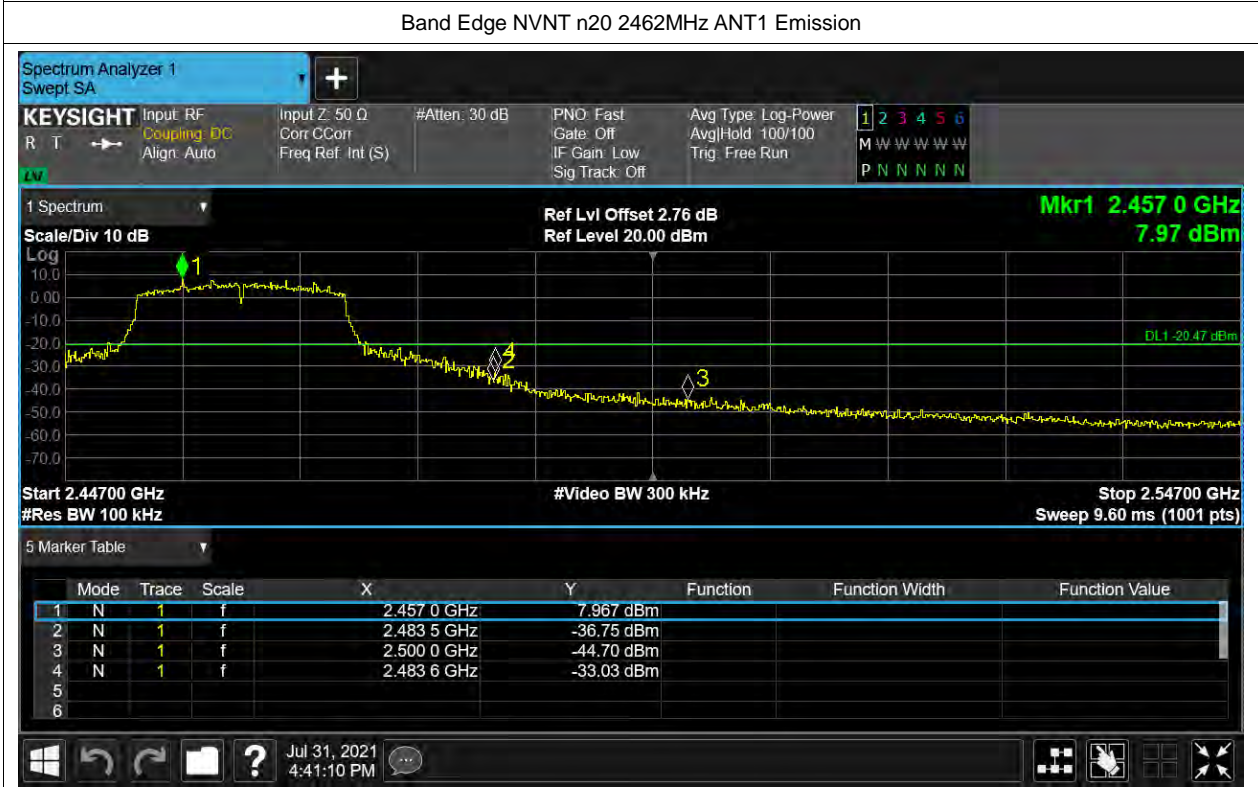 Band Edge NVNT n20 2462MHz ANT1 Emission
Spectrum Analyzer 1
Swept SA
+
KEYSIGHT
R T
LXI
Input: RF
Coupling: DC
Align: Auto
Input Z: 50 Ω
Corr CCorr
Freq Ref: Int (S)
#Atten: 30 dB
PNO: Fast
Gate: Off
IF Gain: Low
Sig Track: Off
Avg Type: Log-Power
Avg|Hold: 100/100
Trig: Free Run
1 2 3 4 5 6
M W W W W W
P N N N N N
1 Spectrum
Scale/Div 10 dB
Ref Lvl Offset 2.76 dB
Ref Level 20.00 dBm
Mkr1 2.457 0 GHz
7.97 dBm
Log
10.0
0.00
-10.0
-20.0
-30.0
-40.0
-50.0
-60.0
-70.0
1
4
2
3
DL1 -20.47 dBm
Start 2.44700 GHz
#Video BW 300 kHz
Stop 2.54700 GHz
#Res BW 100 kHz
Sweep 9.60 ms (1001 pts)
5 Marker Table
Mode Trace Scale X Y Function Function Width Function Value
1 N 1 f 2.457 0 GHz 7.967 dBm
2 N 1 f 2.483 5 GHz -36.75 dBm
3 N 1 f 2.500 0 GHz -44.70 dBm
4 N 1 f 2.483 6 GHz -33.03 dBm
5
6
?
Jul 31, 2021
4:41:10 PM